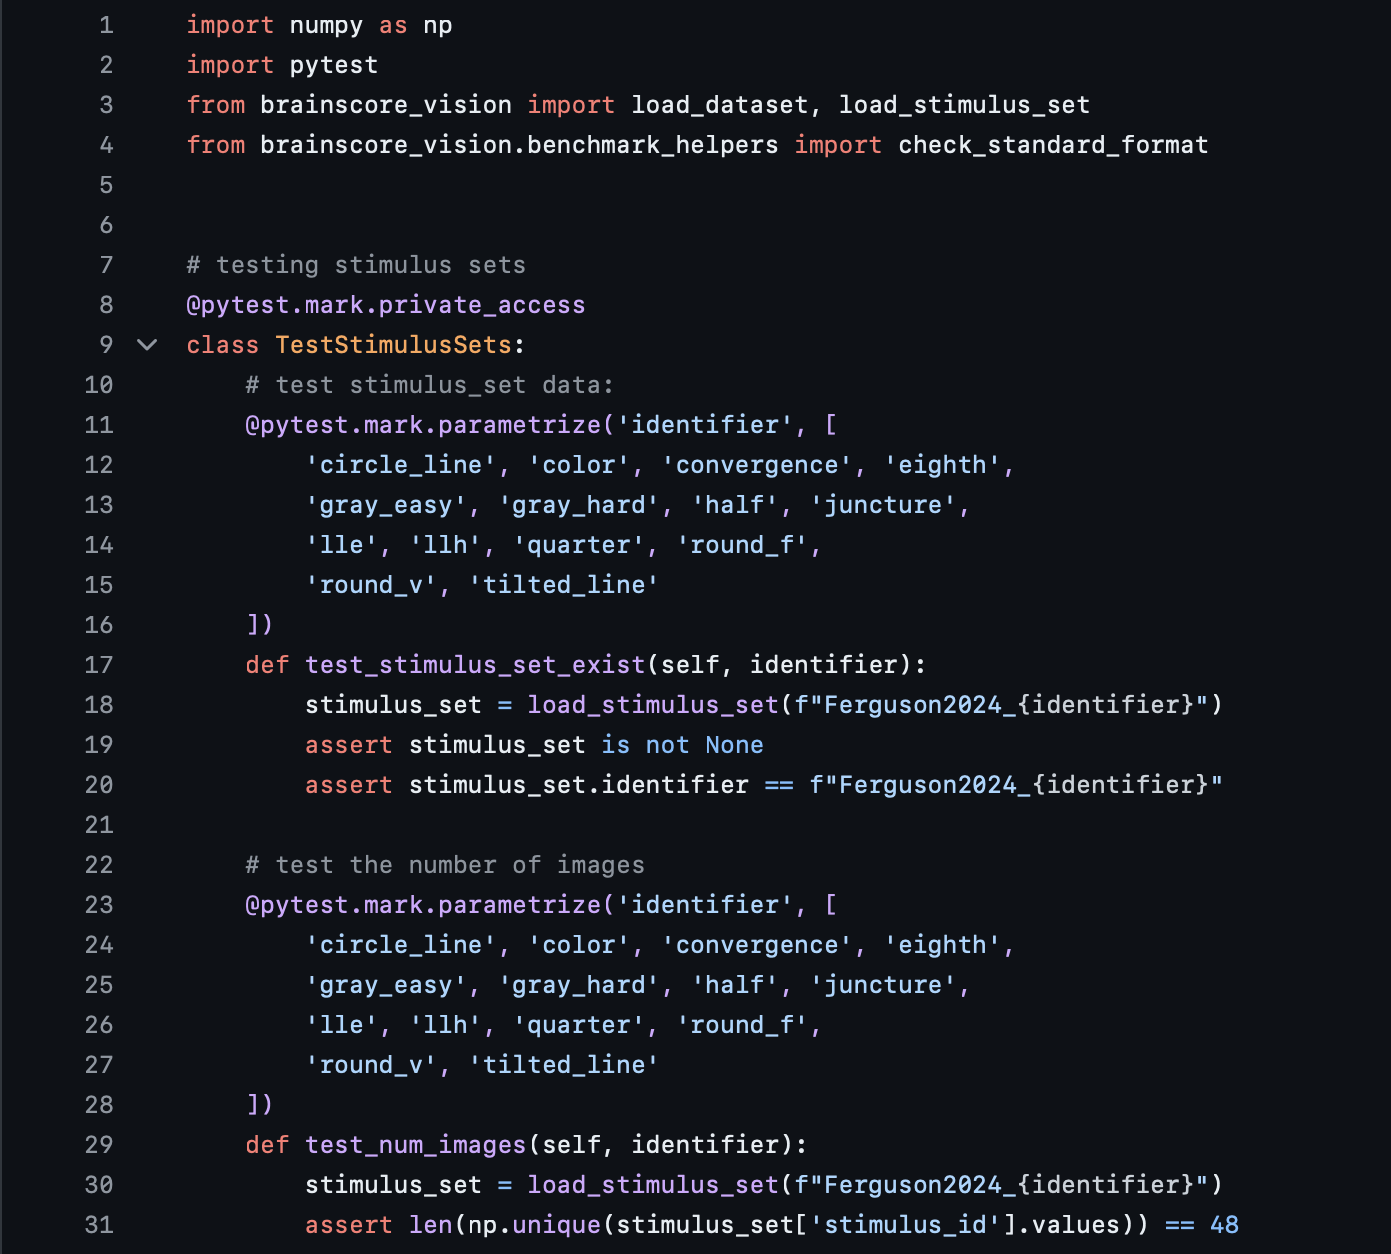 1 import numpy as np
2 import pytest
3 from brainscore_vision import load_dataset, load_stimulus_set
4 from brainscore_vision.benchmark_helpers import check_standard_format
5
6
7 # testing stimulus sets
8 @pytest.mark.private_access
9 class TestStimulusSets:
10     # test stimulus_set data:
11     @pytest.mark.parametrize('identifier', [
12         'circle_line', 'color', 'convergence', 'eighth',
13         'gray_easy', 'gray_hard', 'half', 'juncture',
14         'lle', 'llh', 'quarter', 'round_f',
15         'round_v', 'tilted_line'
16     ])
17     def test_stimulus_set_exist(self, identifier):
18         stimulus_set = load_stimulus_set(f"Ferguson2024_{identifier}")
19         assert stimulus_set is not None
20         assert stimulus_set.identifier == f"Ferguson2024_{identifier}"
21
22     # test the number of images
23     @pytest.mark.parametrize('identifier', [
24         'circle_line', 'color', 'convergence', 'eighth',
25         'gray_easy', 'gray_hard', 'half', 'juncture',
26         'lle', 'llh', 'quarter', 'round_f',
27         'round_v', 'tilted_line'
28     ])
29     def test_num_images(self, identifier):
30         stimulus_set = load_stimulus_set(f"Ferguson2024_{identifier}")
31         assert len(np.unique(stimulus_set['stimulus_id'].values)) == 48